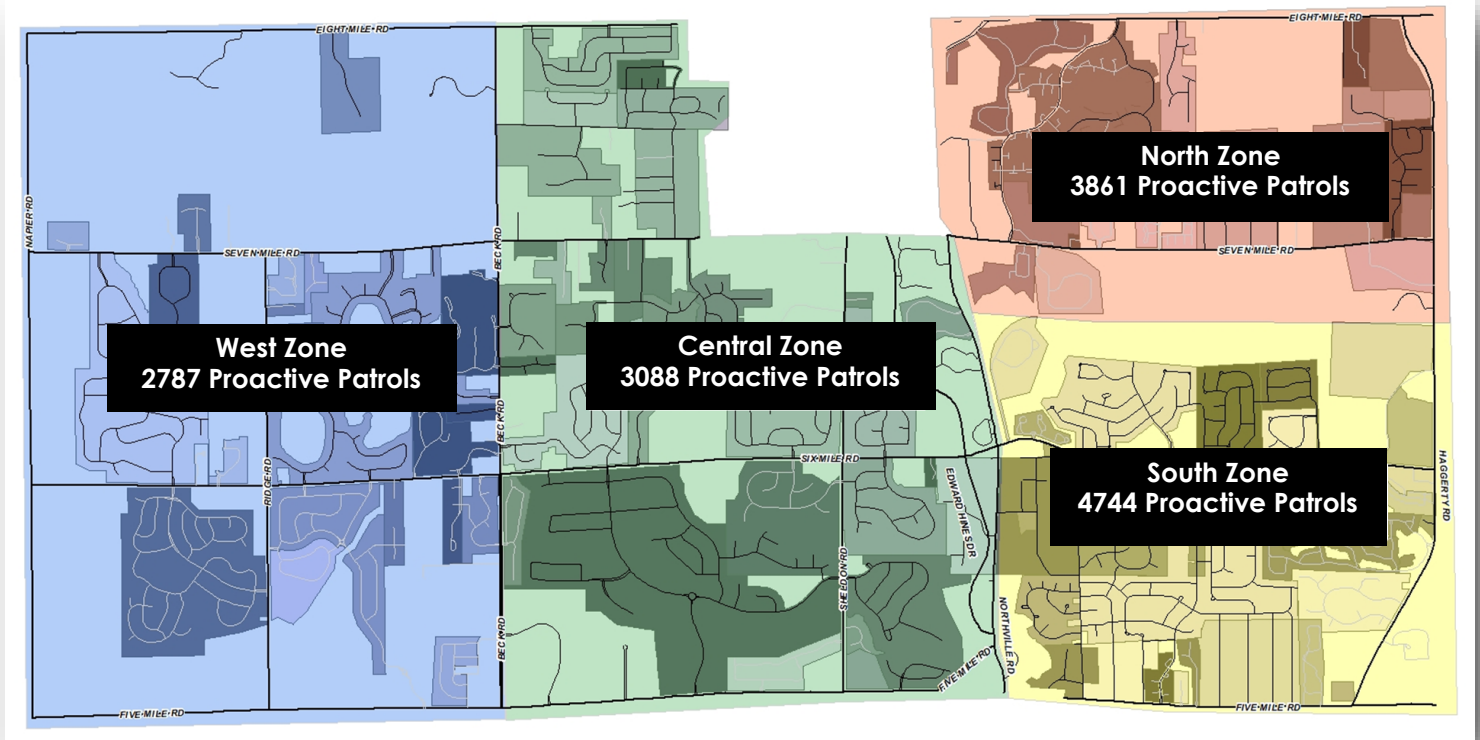 EIGHT MILE RD
EIGHT MILE RD
North Zone
3861 Proactive Patrols
NAPIER RD
BECK RD
SEVEN MILE RD
SEVEN MILE RD
West Zone
2787 Proactive Patrols
Central Zone
3088 Proactive Patrols
BECK RD
SIX MILE RD
RIDGE RD
EDWARD HINES DR
South Zone
4744 Proactive Patrols
HAGGERTY RD
SHELDON RD
BECK RD
NORTHVILLE RD
FIVE MILE RD
FIVE MILE RD
FIVE MILE RD